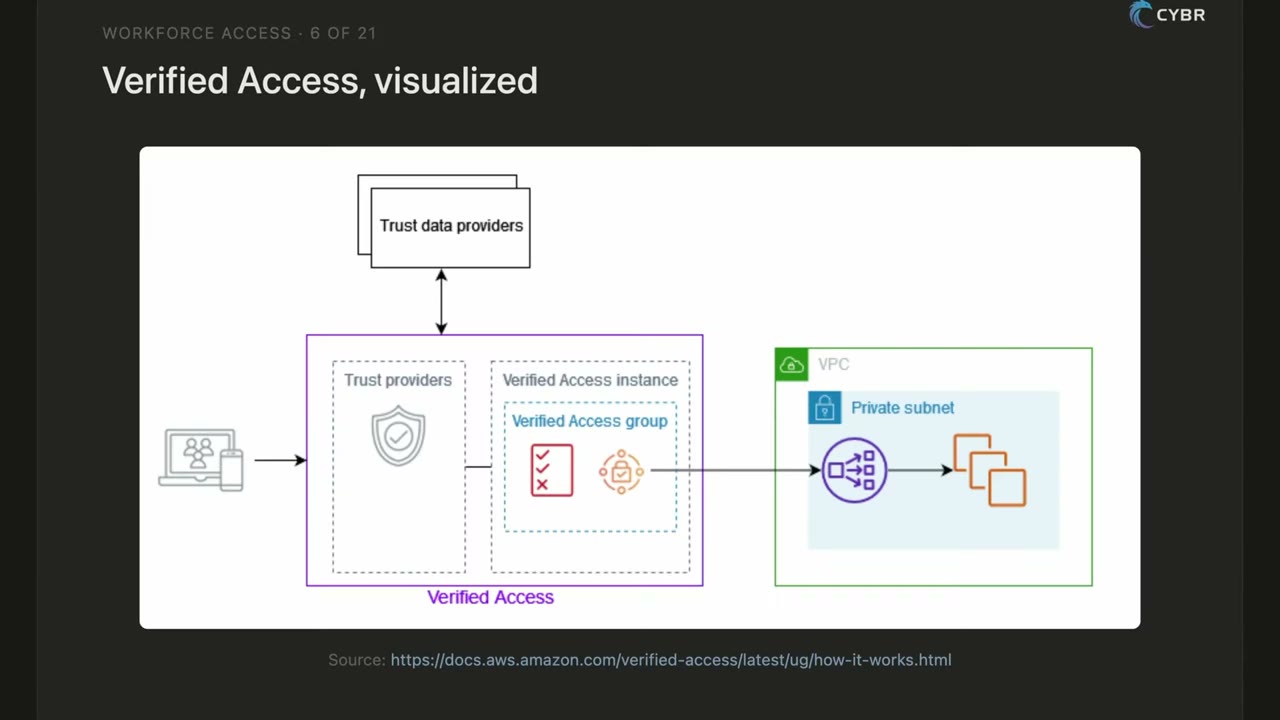 WORKFORCE ACCESS · 6 OF 21
CYBR
Verified Access, visualized
Trust data providers
Trust providers
Verified Access instance
Verified Access group
VPC
Private subnet
Verified Access
Source: https://docs.aws.amazon.com/verified-access/latest/ug/how-it-works.html